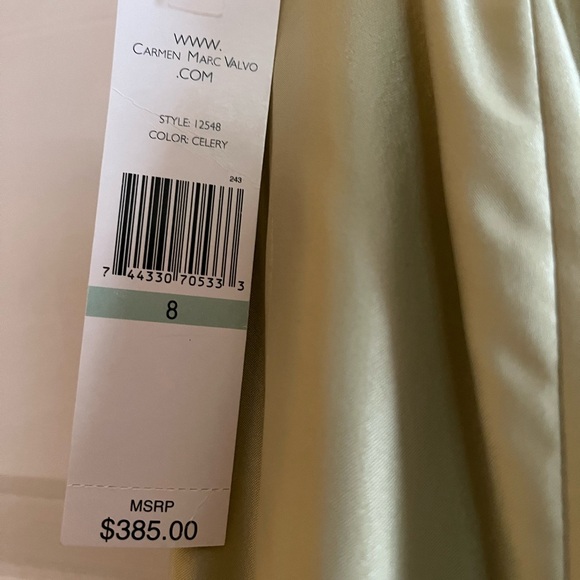 WWW.
CARMEN MARC VALVO
.COM
STYLE: 12548
COLOR: CELERY
243
7 44330 70533 3
8
MSRP
$385.00